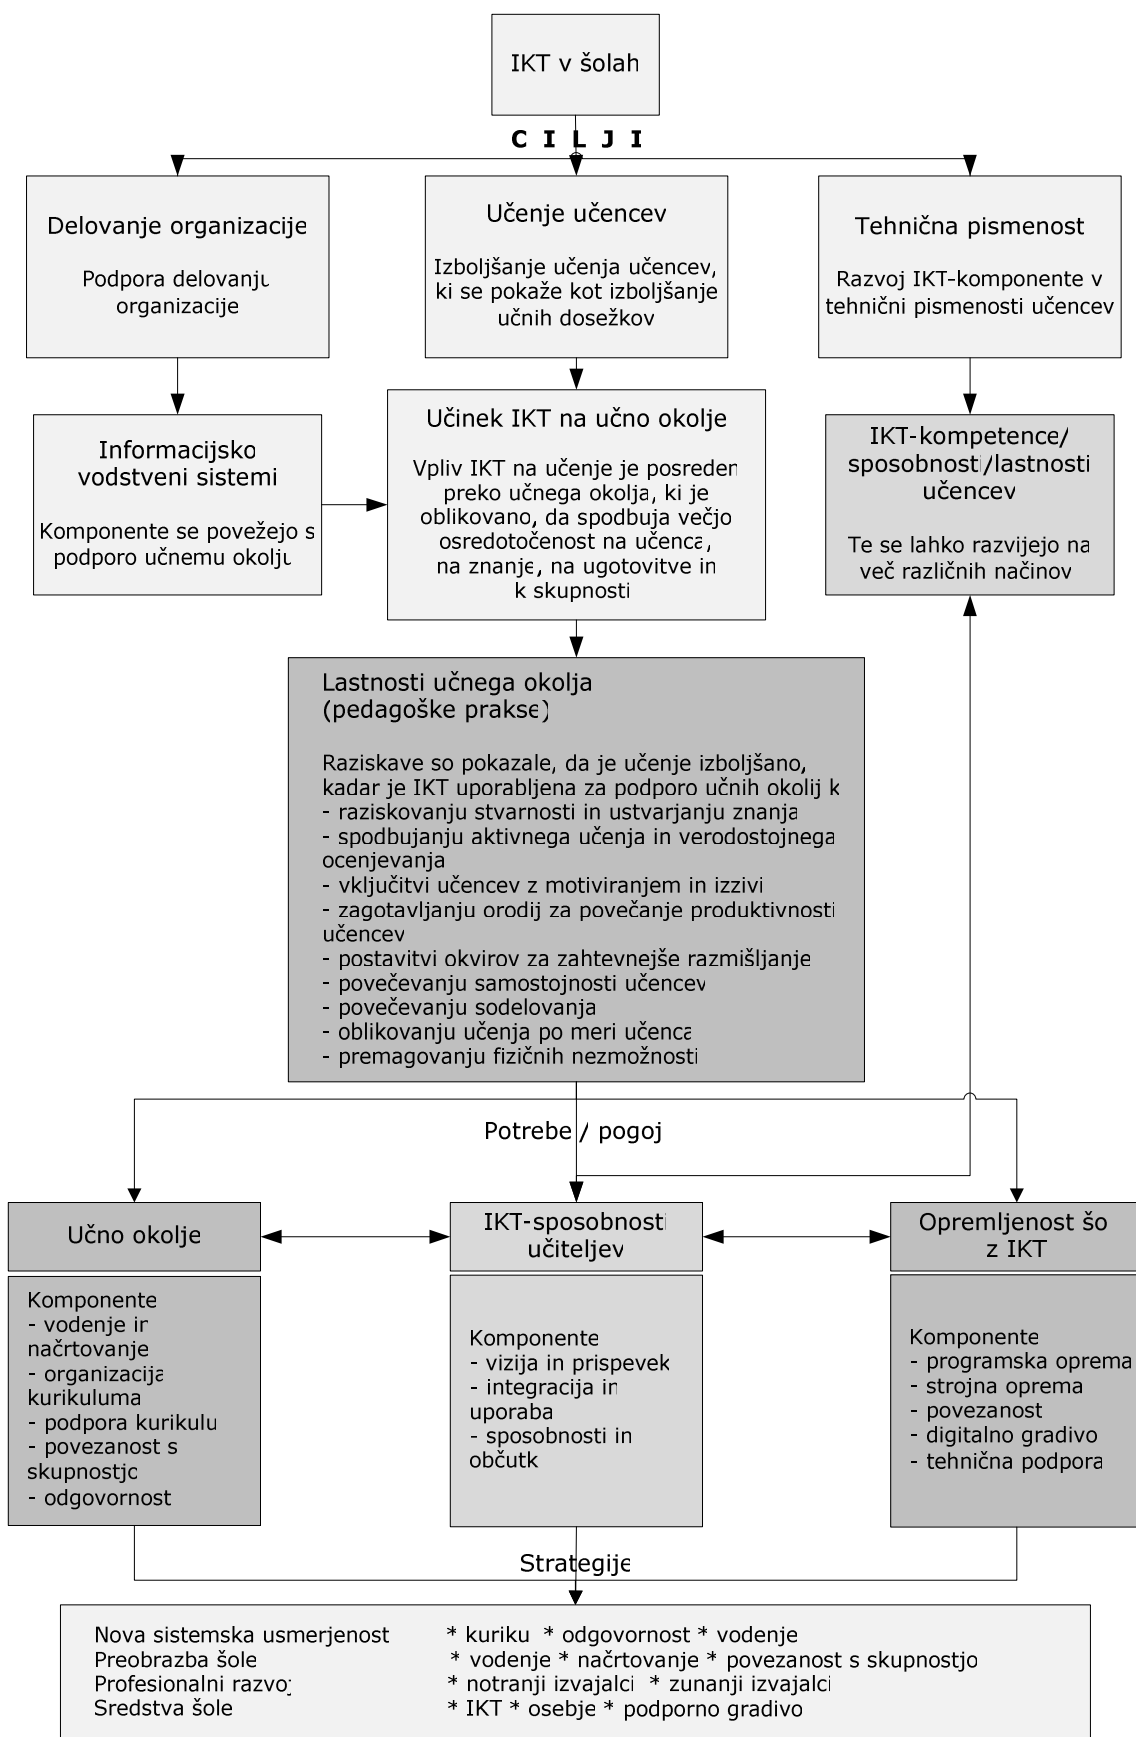 IKT v šolah
C I L J I
Delovanje organizacije
Podpora delovanju
organizacije
Učenje učencev
Izboljšanje učenja učencev,
ki se pokaže kot izboljšanje
učnih dosežkov
Tehnična pismenost
Razvoj IKT-komponente v
tehnični pismenosti učencev
Informacijsko
vodstveni sistemi
Komponente se povežejo s
podporo učnemu okolju
Učinek IKT na učno okolje
Vpliv IKT na učenje je posreden
preko učnega okolja, ki je
oblikovano, da spodbuja večjo
osredotočenost na učenca,
na znanje, na ugotovitve in
k skupnosti
IKT-kompetence/
sposobnosti/lastnosti
učencev
Te se lahko razvijejo na
več različnih načinov
Lastnosti učnega okolja
(pedagoške prakse)
Raziskave so pokazale, da je učenje izboljšano,
kadar je IKT uporabljena za podporo učnih okolij k
- raziskovanju stvarnosti in ustvarjanju znanja
- spodbujanju aktivnega učenja in verodostojnega
ocenjevanja
- vključitvi učencev z motiviranjem in izzivi
- zagotavljanju orodij za povečanje produktivnosti
učencev
- postavitvi okvirov za zahtevnejše razmišljanje
- povečevanju samostojnosti učencev
- povečevanju sodelovanja
- oblikovanju učenja po meri učenca
- premagovanju fizičnih nezmožnosti
Potrebe / pogoj
Učno okolje
IKT-sposobnosti
učiteljev
Opremljenost šo
z IKT
Komponente
- vodenje in
načrtovanje
- organizacija
kurikuluma
- podpora kurikulu
- povezanost s
skupnostjo
- odgovornost
Komponente
- vizija in prispevek
- integracija in
uporaba
- sposobnosti in
občutk
Komponente
- programska oprema
- strojna oprema
- povezanost
- digitalno gradivo
- tehnična podpora
Strategije
Nova sistemska usmerjenost * kuriku * odgovornost * vodenje
Preobrazba šole * vodenje * načrtovanje * povezanost s skupnostjo
Profesionalni razvoj * notranji izvajalci * zunanji izvajalci
Sredstva šole * IKT * osebje * podporno gradivo